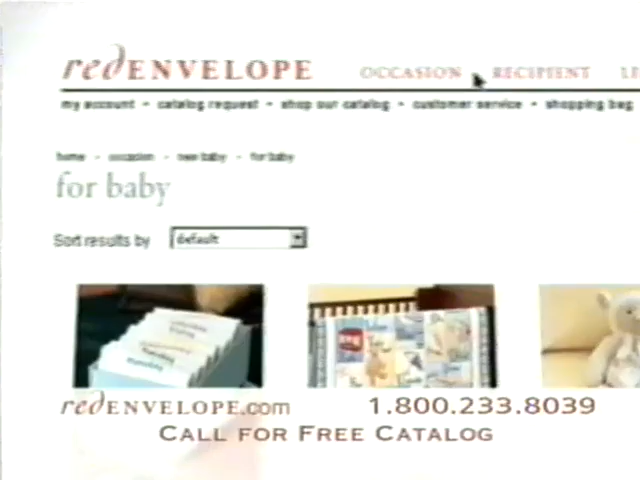 redENVELOPE OCCASION RECIPIENT LE
my account - catalog request - shop our catalog - customer service - shopping bag
home - occasion - new baby - for baby
for baby
Sort results by default
redENVELOPE.com 1.800.233.8039
CALL FOR FREE CATALOG